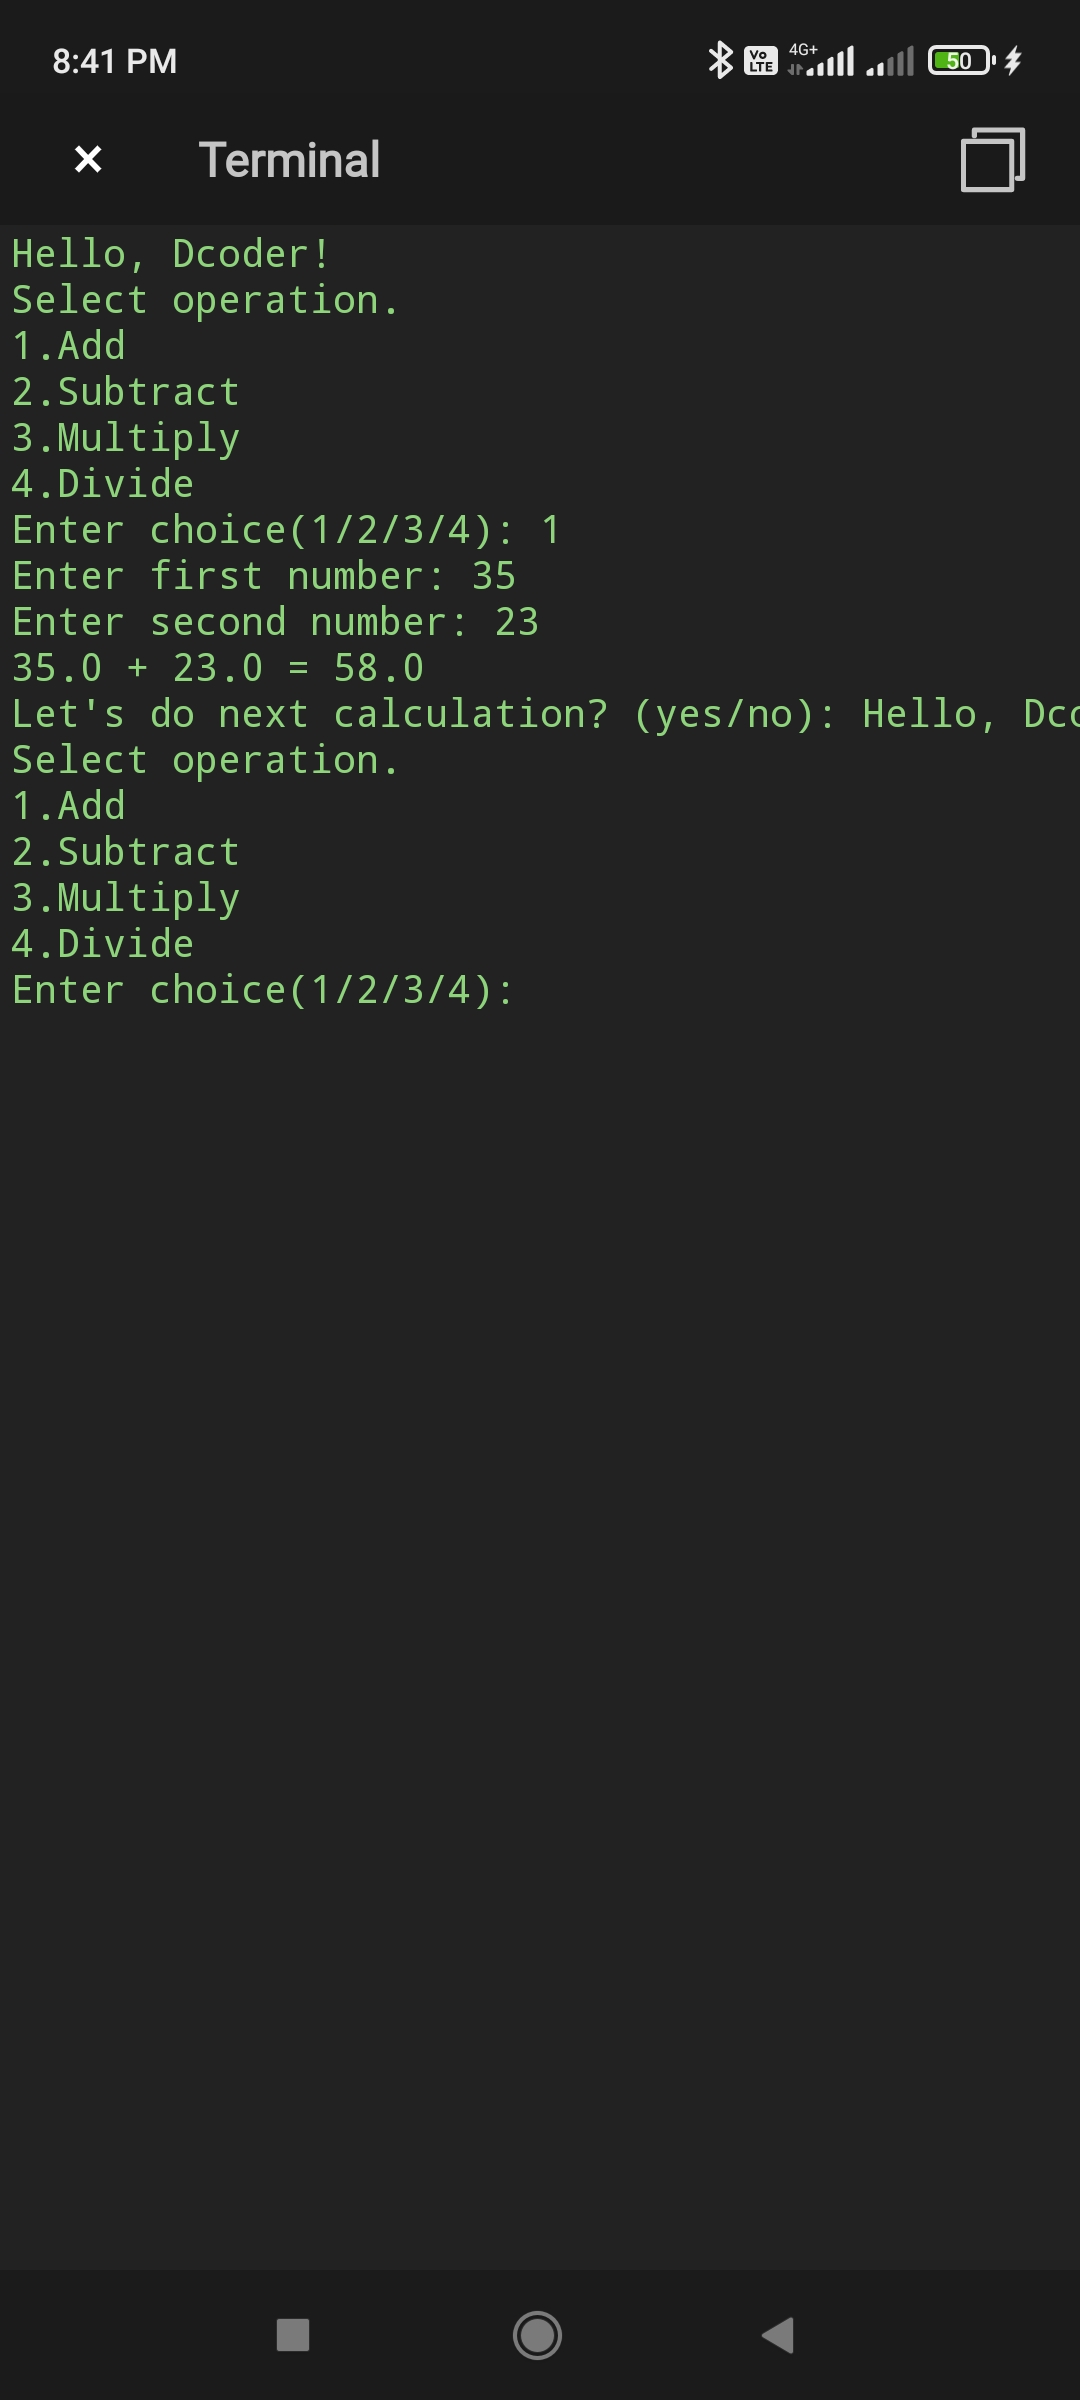 8:41 PM
Vo LTE
4G+
50
Terminal
Hello, Dcoder!
Select operation.
1.Add
2.Subtract
3.Multiply
4.Divide
Enter choice(1/2/3/4): 1
Enter first number: 35
Enter second number: 23
35.0 + 23.0 = 58.0
Let's do next calculation? (yes/no): Hello, Dco
Select operation.
1.Add
2.Subtract
3.Multiply
4.Divide
Enter choice(1/2/3/4):